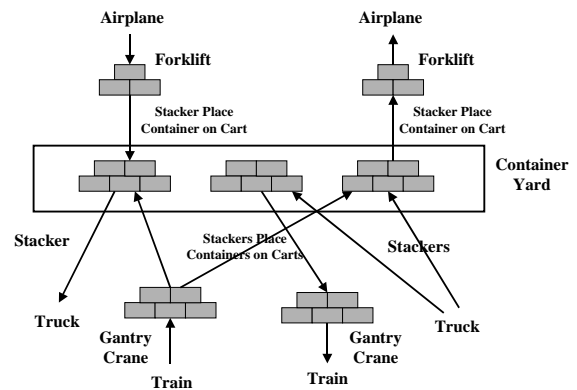 Airplane
Airplane
Forklift
Forklift
Stacker Place
Container on Cart
Stacker Place
Container on Cart
Container
Yard
Stacker
Stackers Place
Containers on Carts
Stackers
Truck
Gantry
Crane
Train
Gantry
Crane
Train
Truck